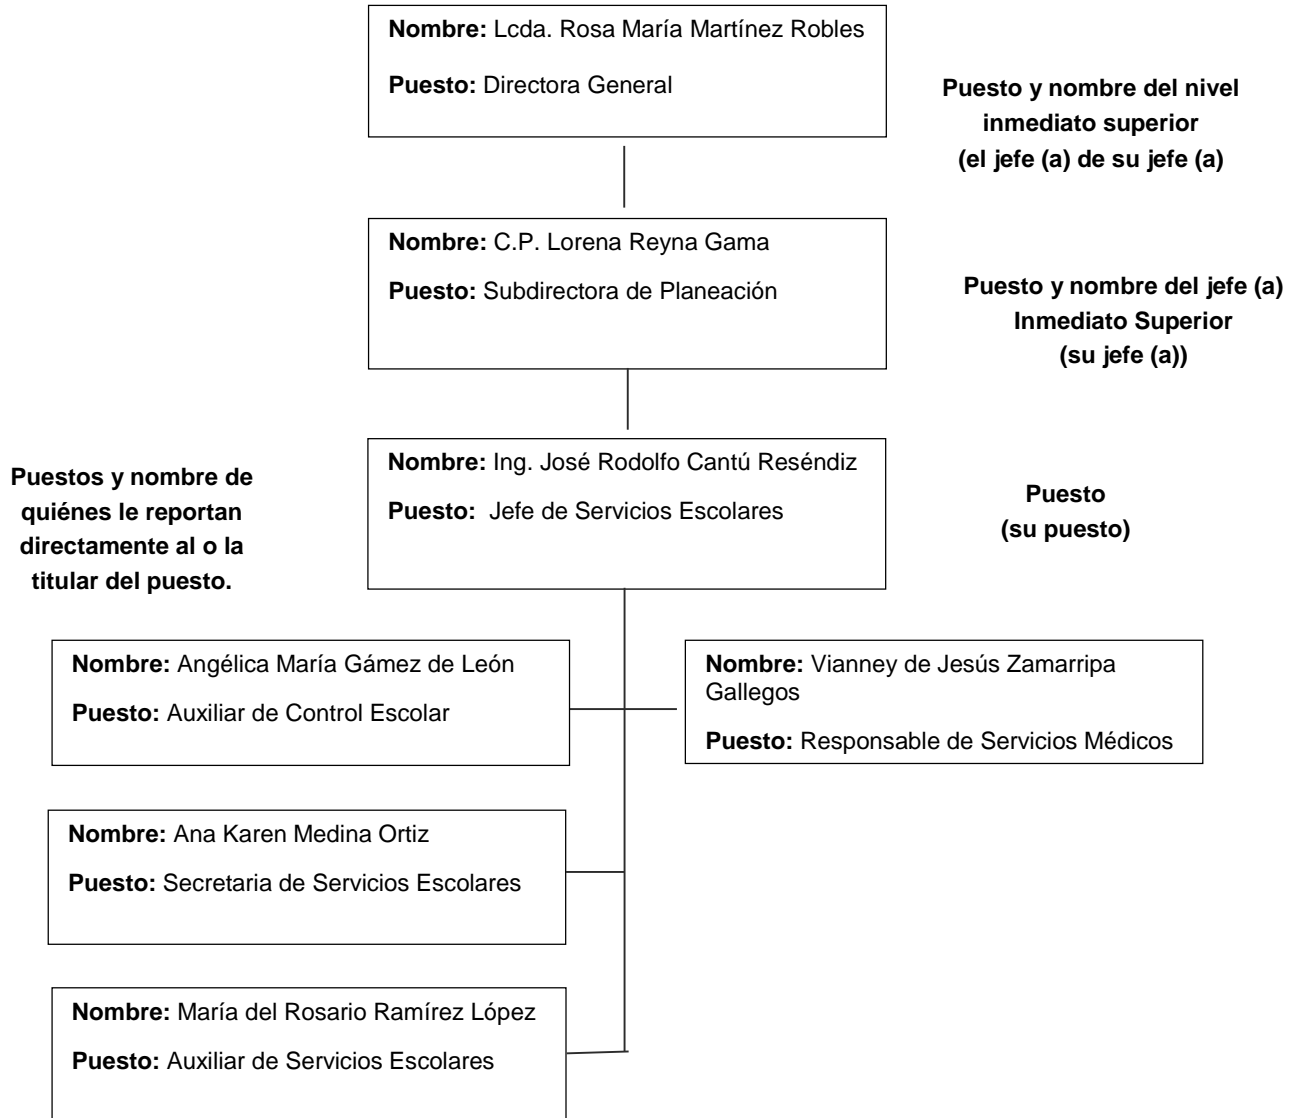 Nombre: Lcda. Rosa María Martínez Robles
Puesto: Directora General
Puesto y nombre del nivel
inmediato superior
(el jefe (a) de su jefe (a)
Nombre: C.P. Lorena Reyna Gama
Puesto: Subdirectora de Planeación
Puesto y nombre del jefe (a)
Inmediato Superior
(su jefe (a))
Nombre: Ing. José Rodolfo Cantú Reséndiz
Puesto: Jefe de Servicios Escolares
Puesto
(su puesto)
Puestos y nombre de
quiénes le reportan
directamente al o la
titular del puesto.
Nombre: Angélica María Gámez de León
Puesto: Auxiliar de Control Escolar
Nombre: Vianney de Jesús Zamarripa
Gallegos
Puesto: Responsable de Servicios Médicos
Nombre: Ana Karen Medina Ortiz
Puesto: Secretaria de Servicios Escolares
Nombre: María del Rosario Ramírez López
Puesto: Auxiliar de Servicios Escolares